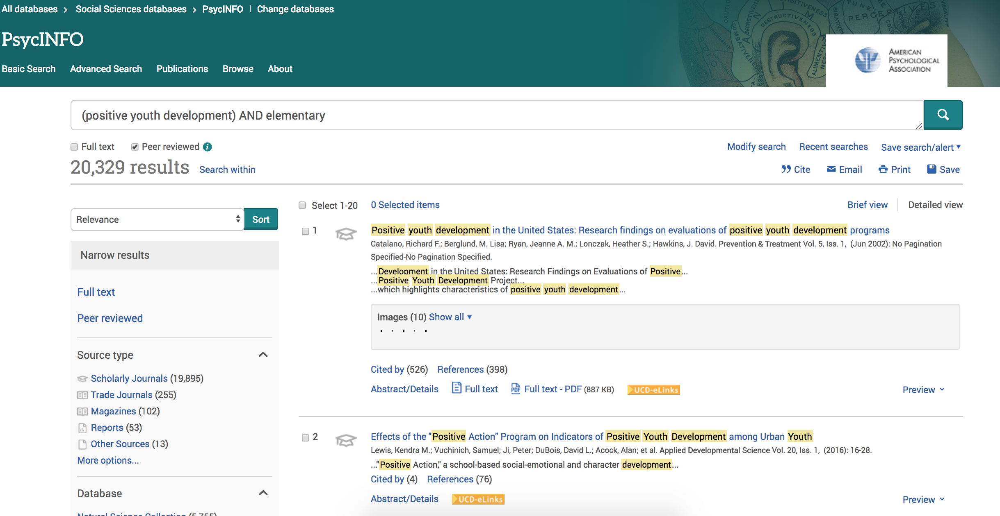 All databases > Social Sciences databases > PsycINFO | Change databases
PsycINFO
Basic Search Advanced Search Publications Browse About
AMERICAN
PSYCHOLOGICAL
ASSOCIATION
(positive youth development) AND elementary
Full text Peer reviewed i
Modify search Recent searches Save search/alert
20,329 results Search within
Cite Email Print Save
Relevance Sort
Narrow results
Full text
Peer reviewed
Source type
Scholarly Journals (19,895)
Trade Journals (255)
Magazines (102)
Reports (53)
Other Sources (13)
More options...
Database
Select 1-20 0 Selected items Brief view | Detailed view
1 Positive youth development in the United States: Research findings on evaluations of positive youth development programs
Catalano, Richard F.; Berglund, M. Lisa; Ryan, Jeanne A. M.; Lonczak, Heather S.; Hawkins, J. David. Prevention & Treatment Vol. 5, Iss. 1, (Jun 2002): No Pagination
Specified-No Pagination Specified.
...Development in the United States: Research Findings on Evaluations of Positive...
...Positive Youth Development Project...
...which highlights characteristics of positive youth development...
Images (10) Show all
Cited by (526) References (398)
Abstract/Details Full text PDF Full text - PDF (887 KB) UCD-eLinks Preview
2 Effects of the "Positive Action" Program on Indicators of Positive Youth Development among Urban Youth
Lewis, Kendra M.; Vuchinich, Samuel; Ji, Peter; DuBois, David L.; Acock, Alan; et al. Applied Developmental Science Vol. 20, Iss. 1, (2016): 16-28.
..."Positive Action," a school-based social-emotional and character development...
Cited by (4) References (76)
Abstract/Details UCD-eLinks Preview